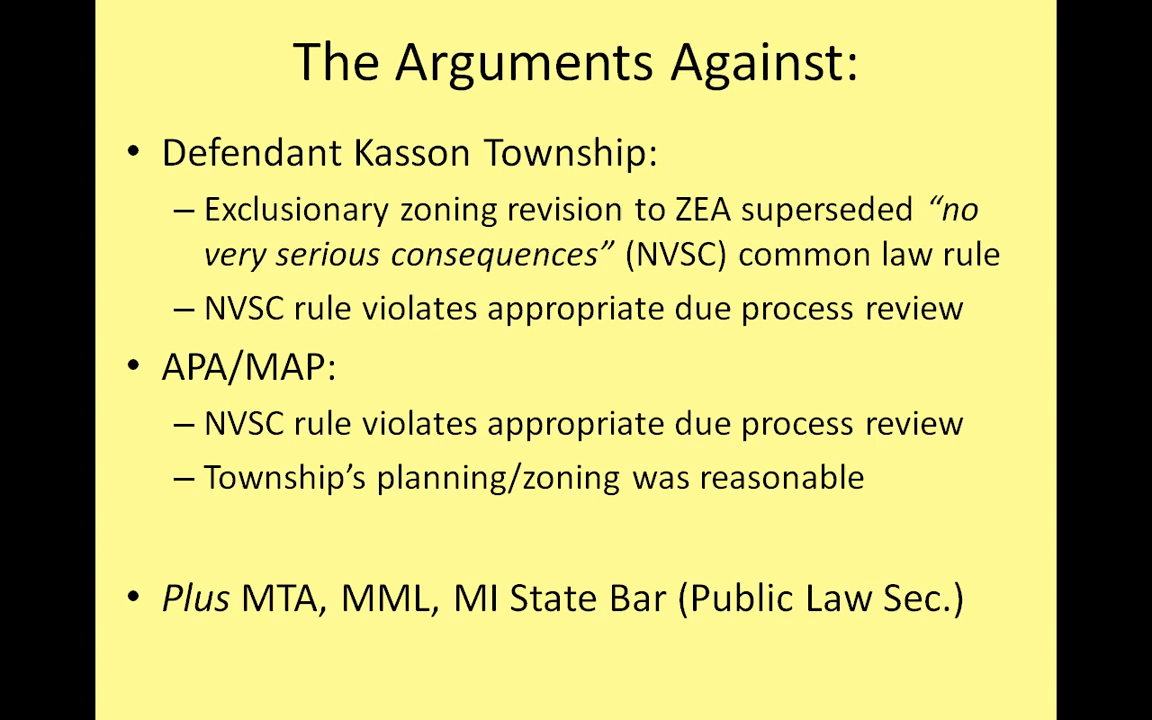 The Arguments Against:
• Defendant Kasson Township:
– Exclusionary zoning revision to ZEA superseded “no
very serious consequences” (NVSC) common law rule
– NVSC rule violates appropriate due process review
• APA/MAP:
– NVSC rule violates appropriate due process review
– Township’s planning/zoning was reasonable
• Plus MTA, MML, MI State Bar (Public Law Sec.)